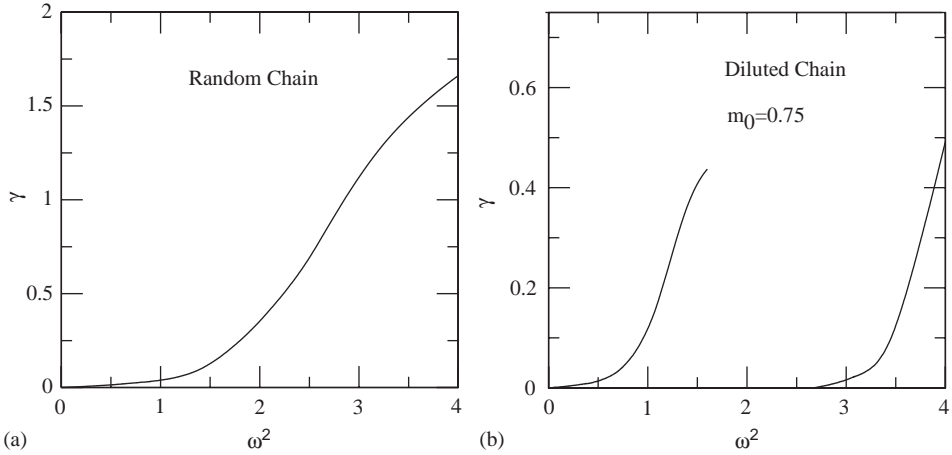 2
1.5
1
0.5
0
γ
Random Chain
0 1 2 3 4
(a)
ω²
0.6
0.4
0.2
0
γ
Diluted Chain
m₀=0.75
0 1 2 3 4
(b)
ω²